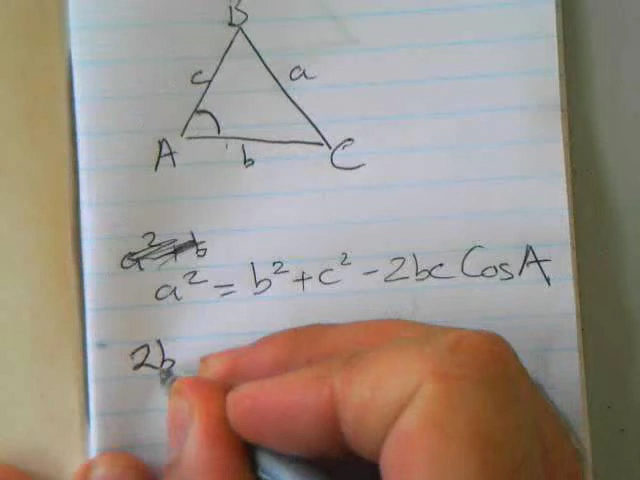 B
c a
A b C
a² = b² + c² - 2bc Cos A
2b